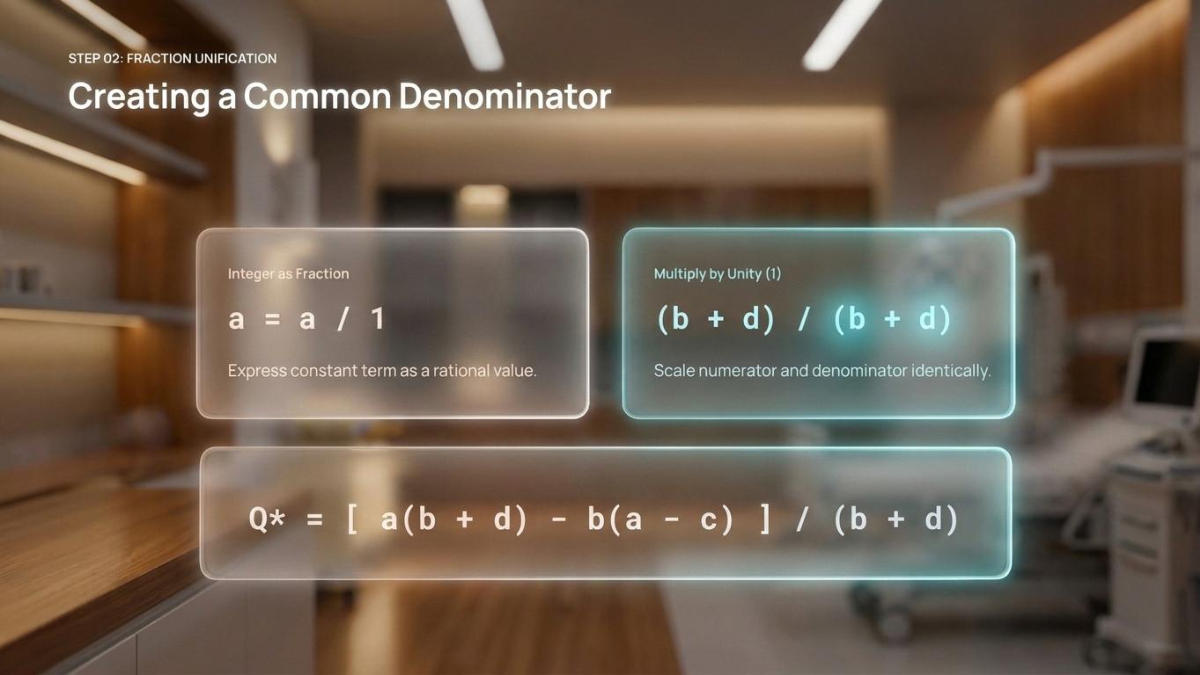 STEP 02: FRACTION UNIFICATION
Creating a Common Denominator
Integer as Fraction
a = a / 1
Express constant term as a rational value.
Multiply by Unity (1)
(b + d) / (b + d)
Scale numerator and denominator identically.
Q* = [ a(b + d) - b(a - c) ] / (b + d)